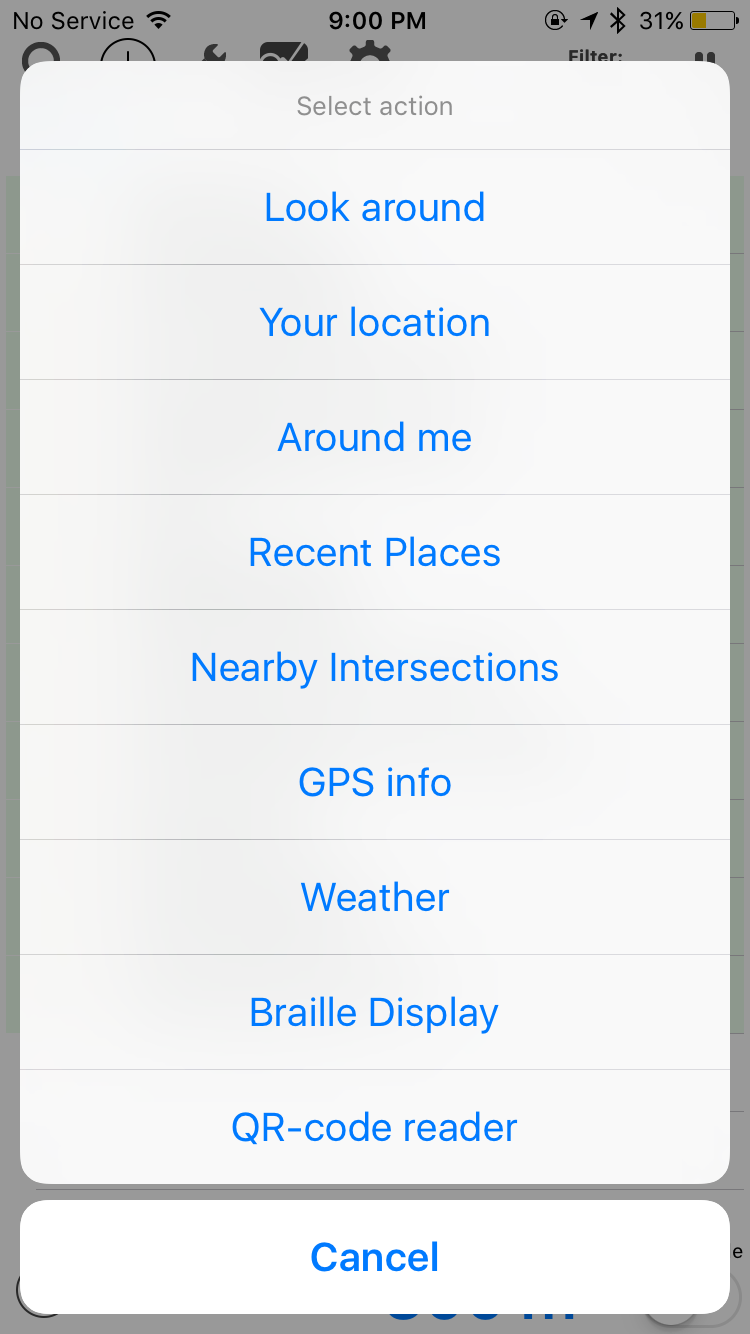 No Service 9:00 PM 31%
Filter:
Select action
Look around
Your location
Around me
Recent Places
Nearby Intersections
GPS info
Weather
Braille Display
QR-code reader
Cancel